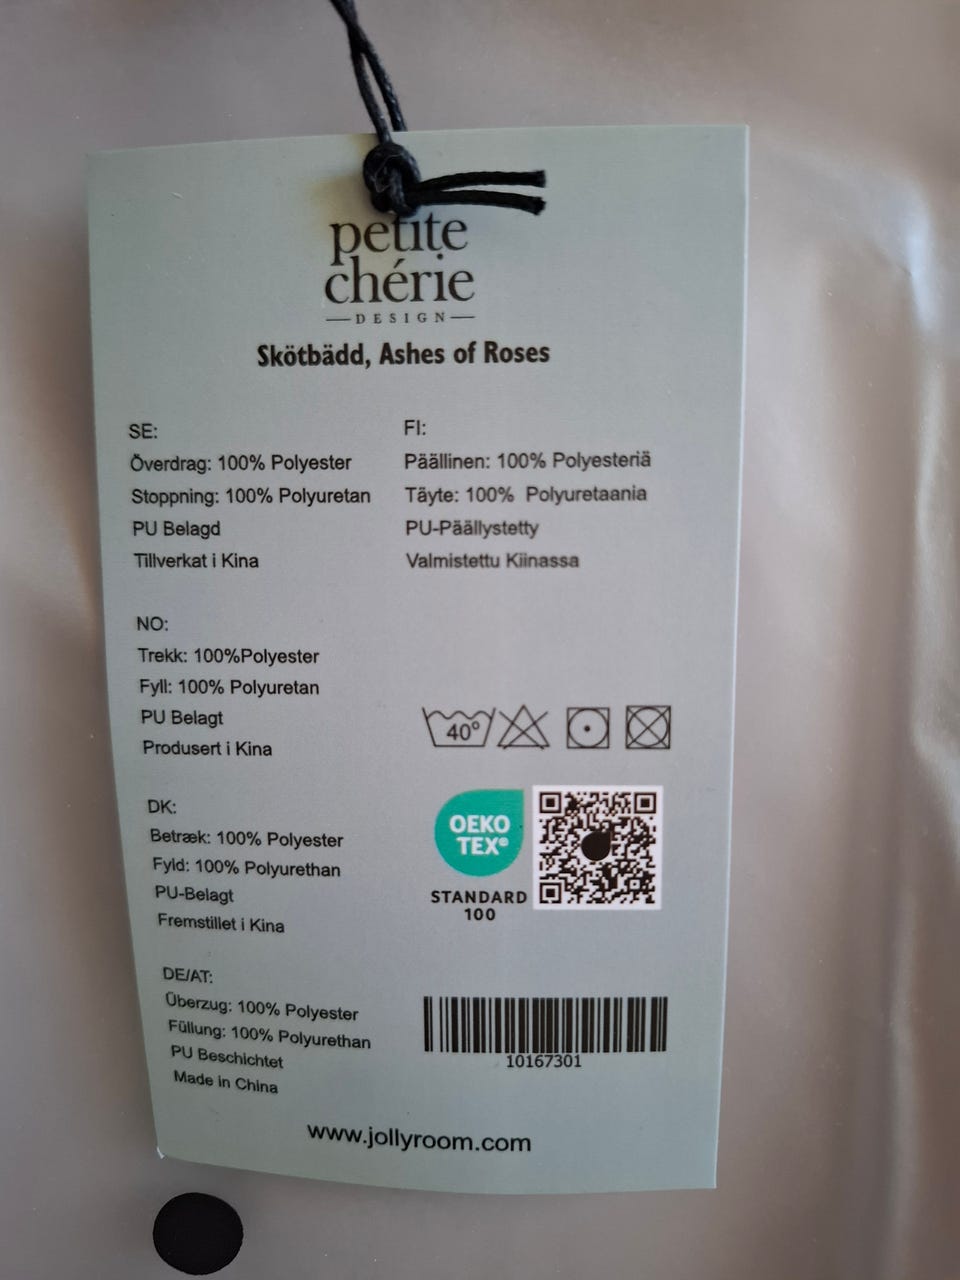 petite
chérie
DESIGN
Skötbädd, Ashes of Roses
SE:
Överdrag: 100% Polyester
Stoppning: 100% Polyuretan
PU Belagd
Tillverkat i Kina
FI:
Päällinen: 100% Polyesteriä
Täyte: 100% Polyuretaania
PU-Päällystetty
Valmistettu Kiinassa
NO:
Trekk: 100%Polyester
Fyll: 100% Polyuretan
PU Belagt
Produsert i Kina
40°
DK:
Betræk: 100% Polyester
Fyld: 100% Polyurethan
PU-Belagt
Fremstillet i Kina
OEKO
TEX®
STANDARD
100
DE/AT:
Überzug: 100% Polyester
Füllung: 100% Polyurethan
PU Beschichtet
Made in China
10167301
www.jollyroom.com